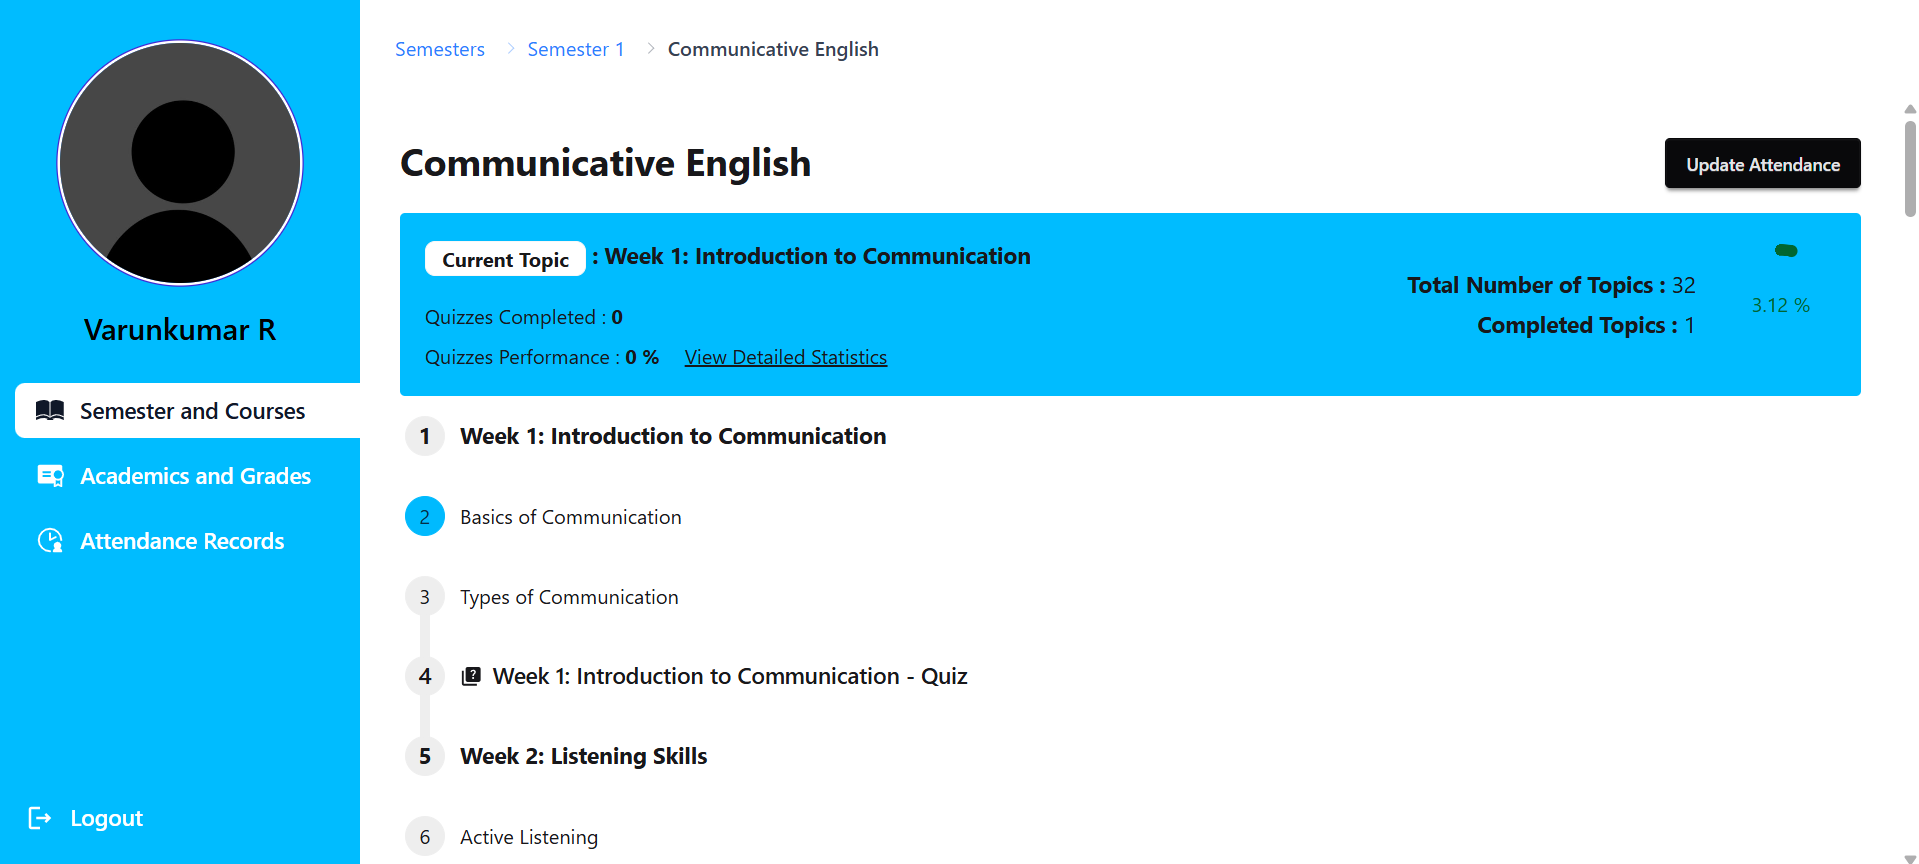 Varunkumar R
Semester and Courses
Academics and Grades
Attendance Records
Logout
Semesters > Semester 1 > Communicative English
Communicative English
Update Attendance
Current Topic : Week 1: Introduction to Communication
Quizzes Completed : 0
Quizzes Performance : 0 % View Detailed Statistics
Total Number of Topics : 32
Completed Topics : 1
3.12 %
1 Week 1: Introduction to Communication
2 Basics of Communication
3 Types of Communication
4 Week 1: Introduction to Communication - Quiz
5 Week 2: Listening Skills
6 Active Listening